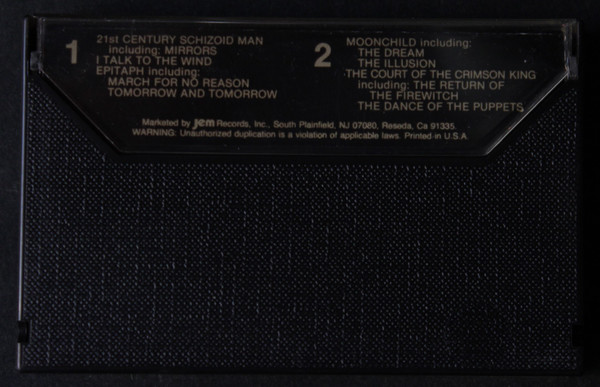 1
21st CENTURY SCHIZOID MAN
including: MIRRORS
I TALK TO THE WIND
EPITAPH including:
MARCH FOR NO REASON
TOMORROW AND TOMORROW
2
MOONCHILD including:
THE DREAM
THE ILLUSION
THE COURT OF THE CRIMSON KING
including: THE RETURN OF
THE FIREWITCH
THE DANCE OF THE PUPPETS
Marketed by jem Records, Inc., South Plainfield, NJ 07080, Reseda, Ca 91335.
WARNING: Unauthorized duplication is a violation of applicable laws. Printed in U.S.A.